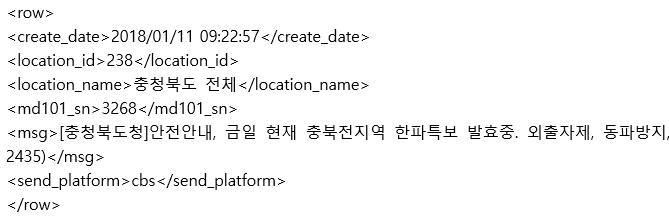 <row>
<create_date>2018/01/11 09:22:57</create_date>
<location_id>238</location_id>
<location_name>충청북도 전체</location_name>
<md101_sn>3268</md101_sn>
<msg>[충청북도청]안전안내, 금일 현재 충북전지역 한파특보 발효중. 외출자제, 동파방지,
2435)</msg>
<send_platform>cbs</send_platform>
</row>